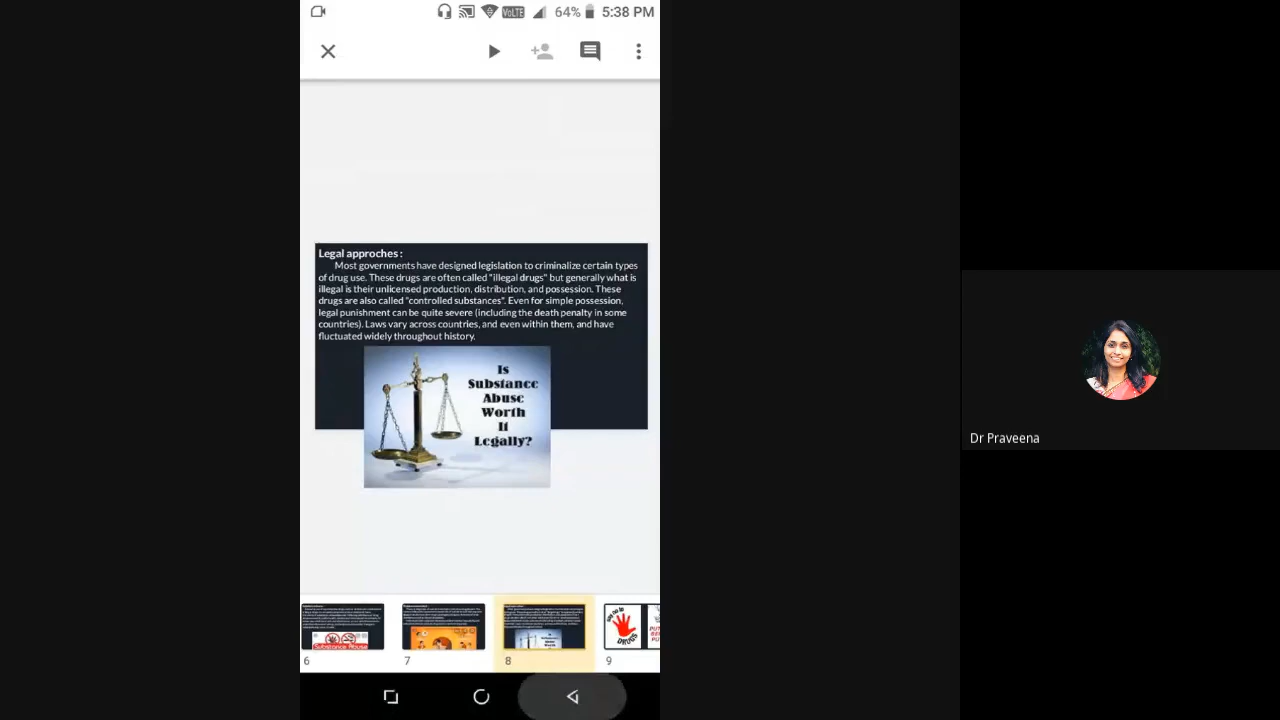 VoLTE 64% 5:38 PM
Legal approches :
Most governments have designed legislation to criminalize certain types
of drug use. These drugs are often called "illegal drugs" but generally what is
illegal is their unlicensed production, distribution, and possession. These
drugs are also called "controlled substances". Even for simple possession,
legal punishment can be quite severe (including the death penalty in some
countries). Laws vary across countries, and even within them, and have
fluctuated widely throughout history.
Is
Substance
Abuse
Worth
It
Legally?
Dr Praveena
Substance Abuse
DRUGS
6
7
8
9